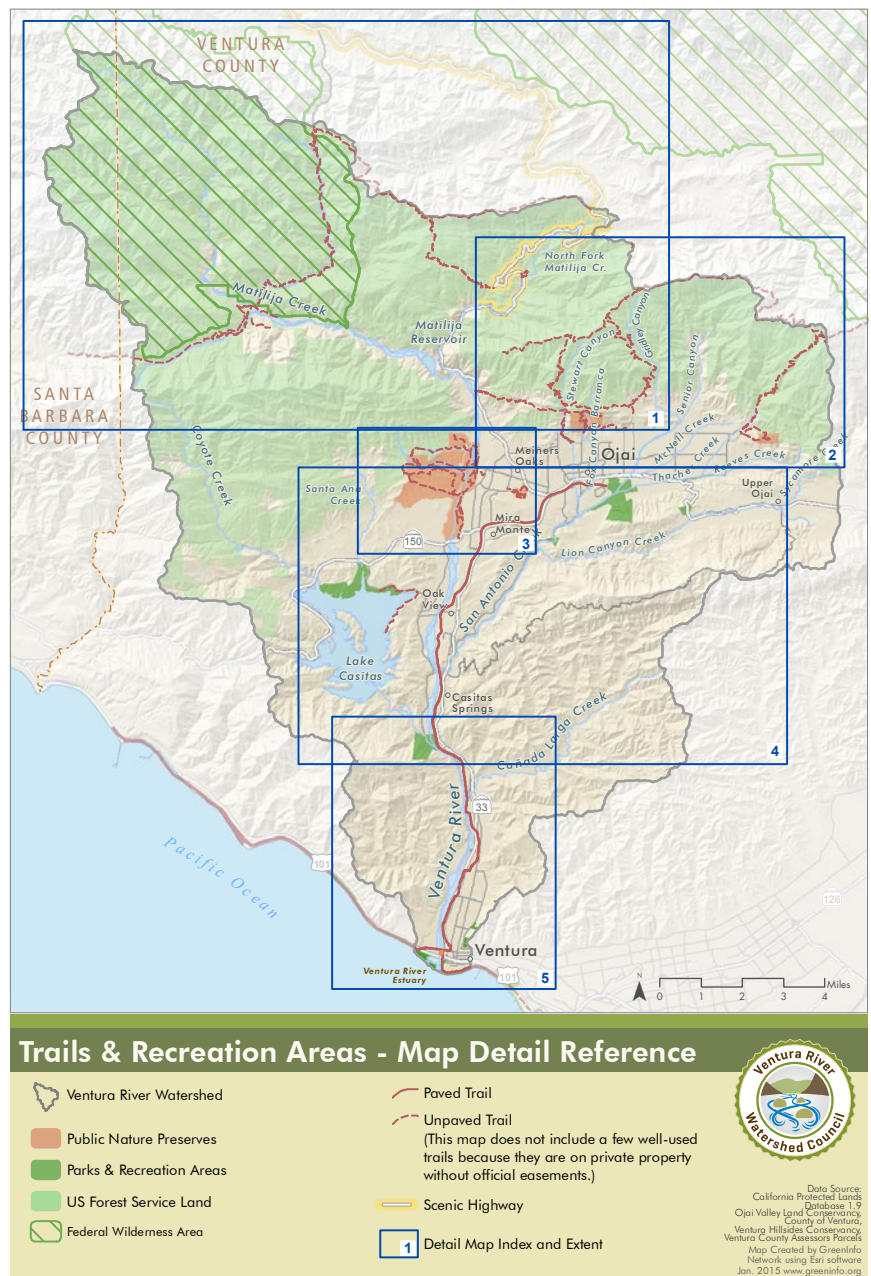 VENTURA
COUNTY
North Fork
Matilija Cr.
Matilija Creek
Matilija
Reservoir
Gridley Canyon
Stewart Canyon
Senior Canyon
Fox Canyon Barranca
SANTA
BARBARA
COUNTY
1
Coyote Creek
McNell Creek
Meiners
Oaks
Ojai
Thacher Creek
Reeves Creek
2
Sycamore Creek
Santa Ana
Creek
Upper
Ojai
Mira
Monte
150
3
Lion Canyon Creek
San Antonio Creek
Oak
View
Lake
Casitas
Casitas
Springs
Cañada Larga Creek
4
Ventura River
33
Pacific Ocean
101
126
Ventura
Ventura River
Estuary
5
101
N
0 1 2 3 4
Miles
Trails & Recreation Areas - Map Detail Reference
Ventura River Watershed
Public Nature Preserves
Parks & Recreation Areas
US Forest Service Land
Federal Wilderness Area
Paved Trail
Unpaved Trail
(This map does not include a few well-used
trails because they are on private property
without official easements.)
Scenic Highway
1 Detail Map Index and Extent
Ventura River
Watershed Council
Data Source:
California Protected Lands
Database 1.9
Ojai Valley Land Conservancy,
County of Ventura,
Ventura Hillsides Conservancy,
Ventura County Assessors Parcels
Map Created by GreenInfo
Network using Esri software
Jan. 2015 www.greeninfo.org